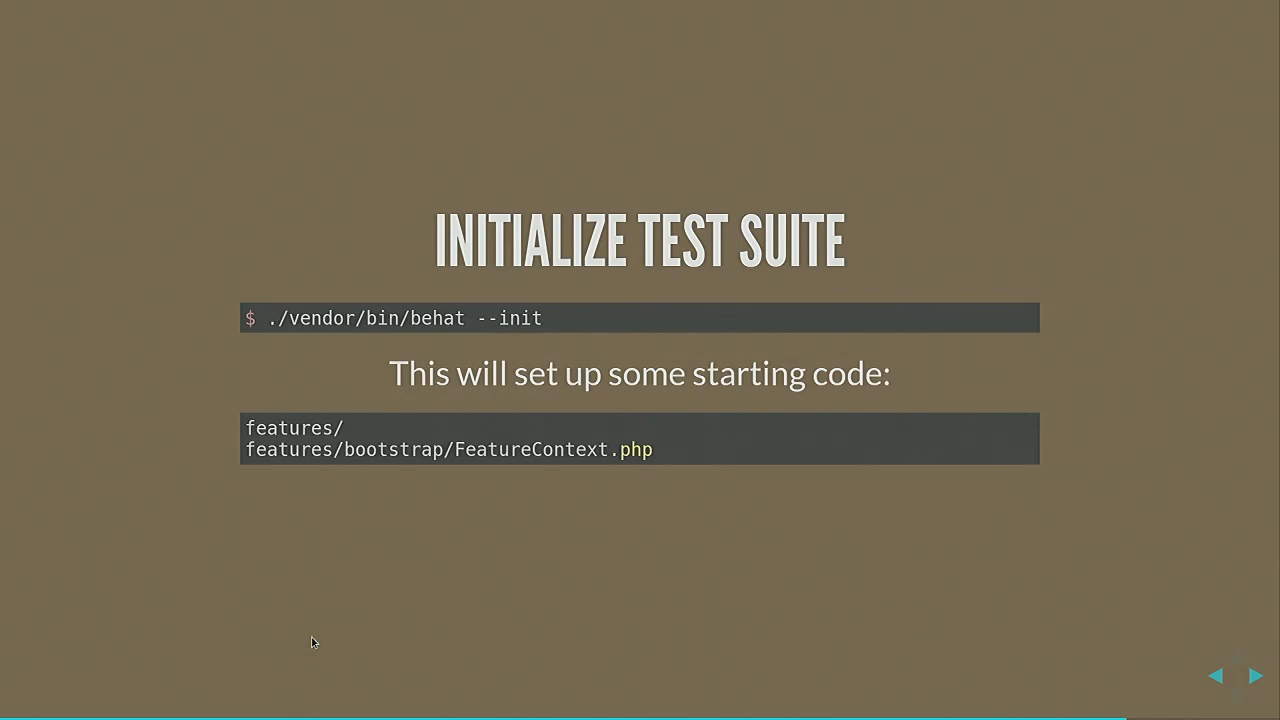 INITIALIZE TEST SUITE
$ ./vendor/bin/behat --init
This will set up some starting code:
features/
features/bootstrap/FeatureContext.php